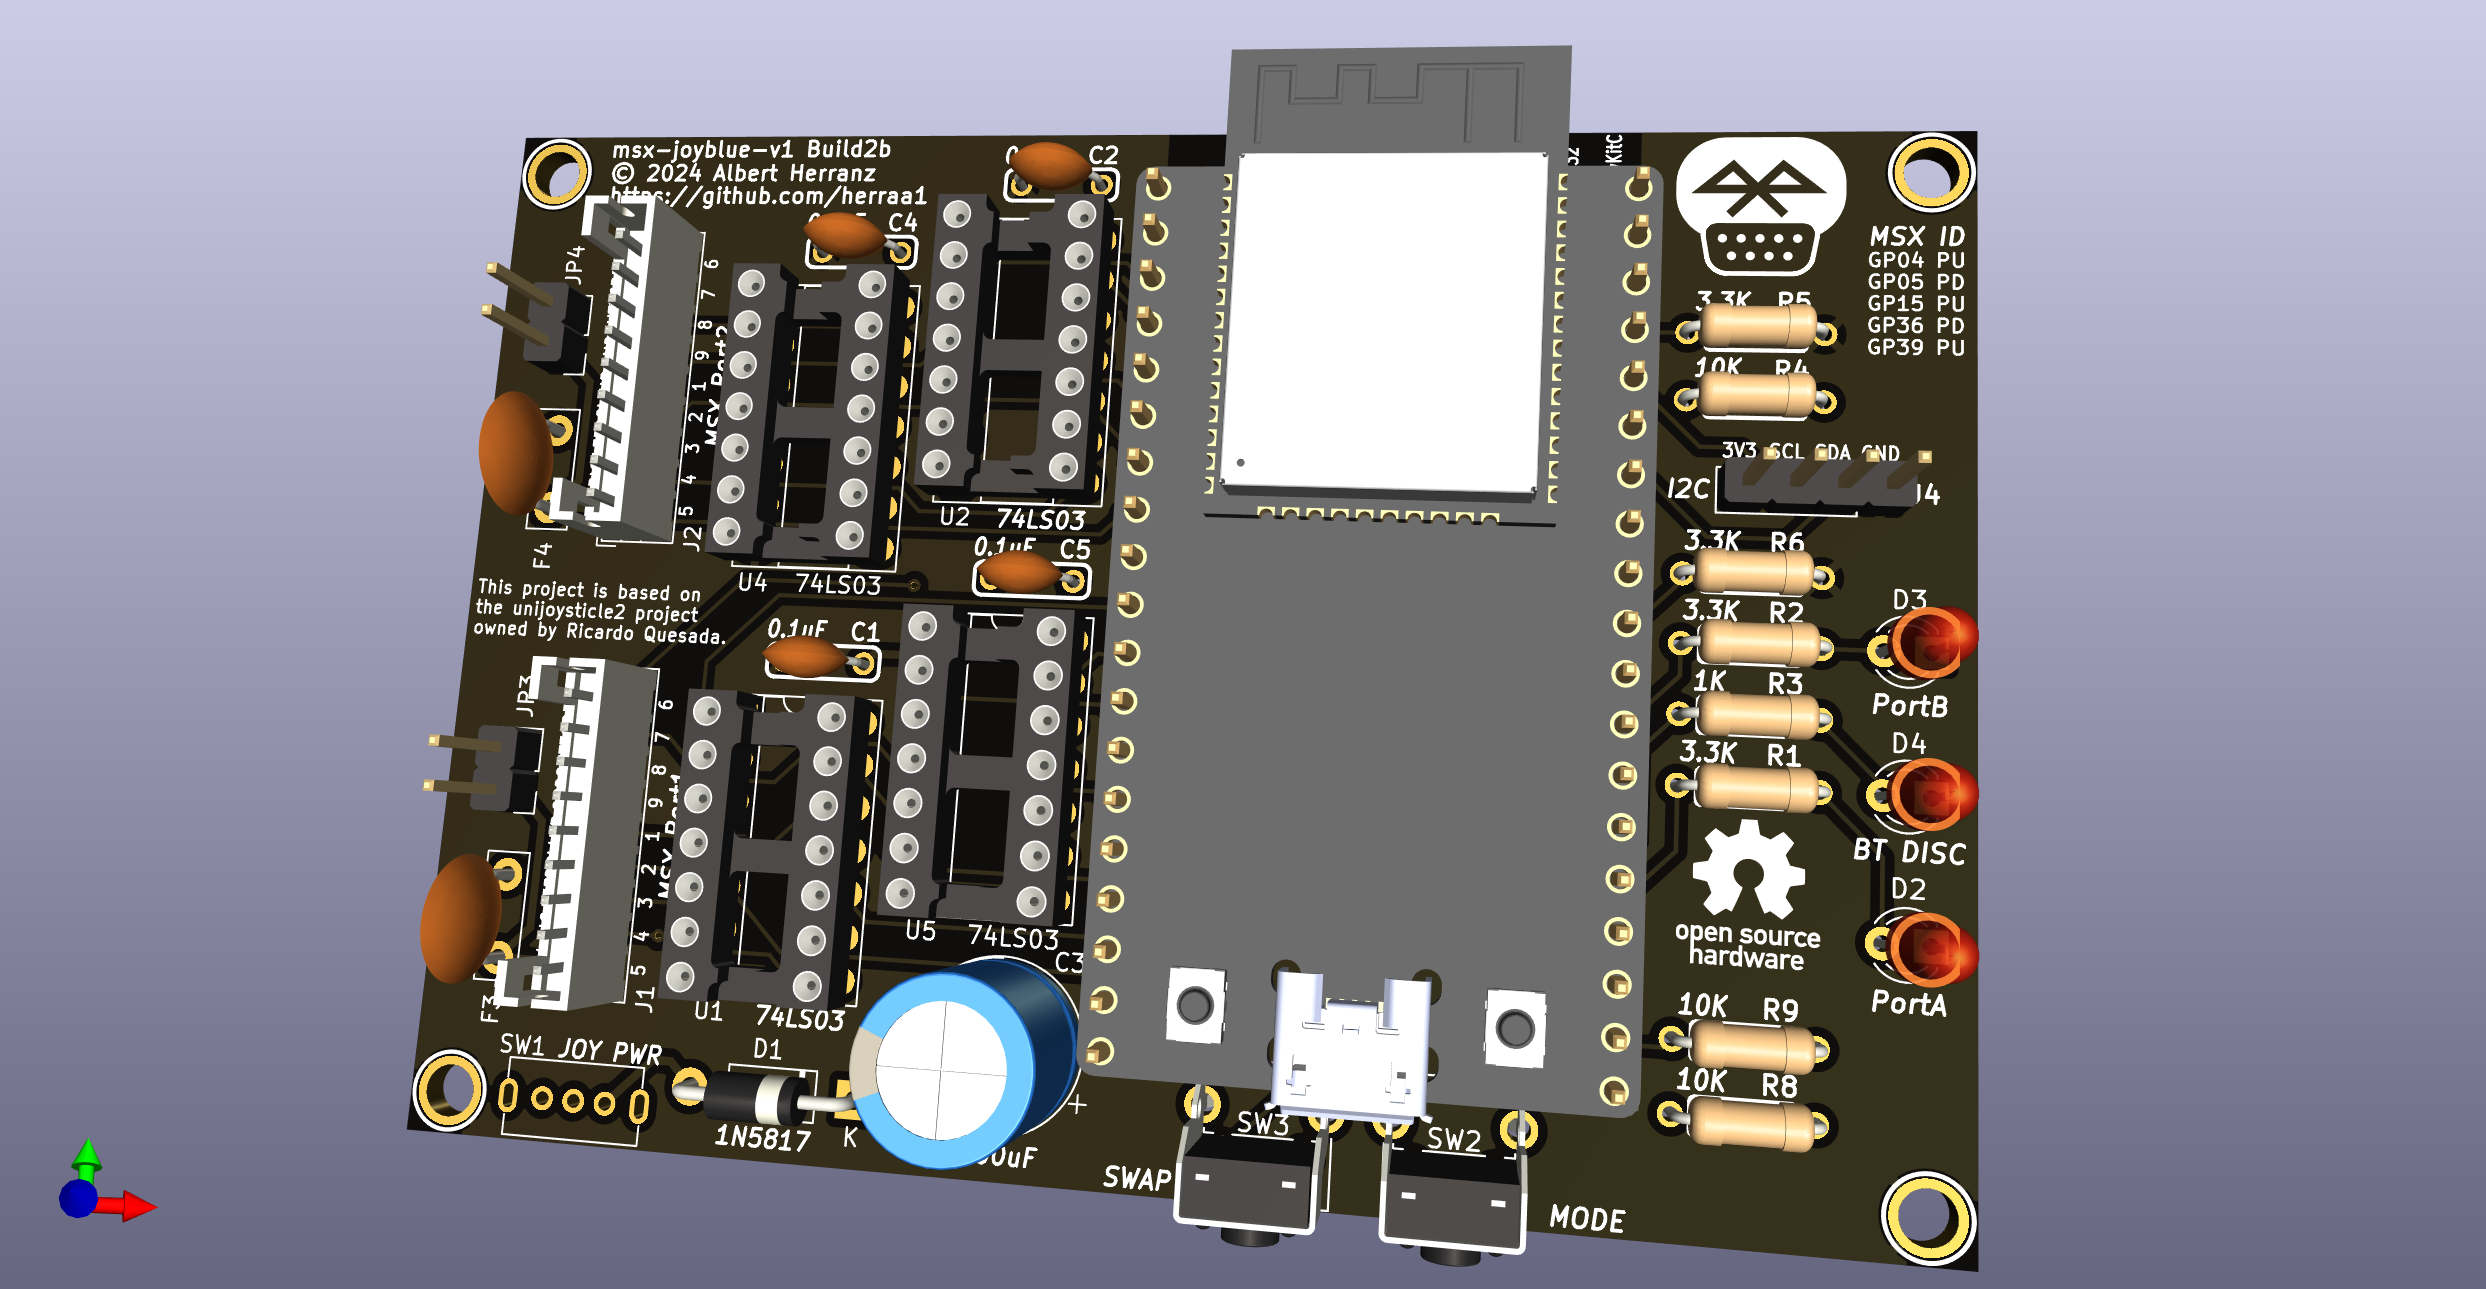 msx-joyblue-v1 Build2b
© 2024 Albert Herranz
https://github.com/herraa1
C2
C4
JP4
6
7
8
9
1
2
3
4
5
J2
F4
U4 74LS03
U2 74LS03
0.1uF C5
This project is based on
the unijoysticle2 project
owned by Ricardo Quesada.
0.1uF C1
JP3
6
7
8
9
1
2
3
4
5
J1
F3
U1 74LS03
U5 74LS03
C3
SW1 JOY PWR
D1
1N5817 K
+
SWAP
SW3
SW2
MODE
MSX ID
GP04 PU
GP05 PD
GP15 PU
GP36 PD
GP39 PU
3.3K R5
10K R4
3V3 SCL SDA GND
I2C J4
3.3K R6
3.3K R2
1K R3
3.3K R1
D3
PortB
D4
BT DISC
D2
PortA
open source
hardware
10K R9
10K R8